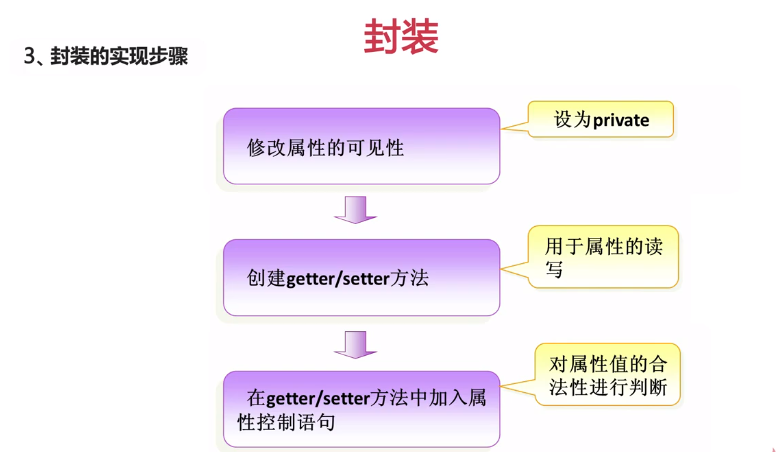 封装
3、封装的实现步骤
修改属性的可见性
设为private
创建getter/setter方法
用于属性的读
写
在getter/setter方法中加入属
性控制语句
对属性值的合
法性进行判断